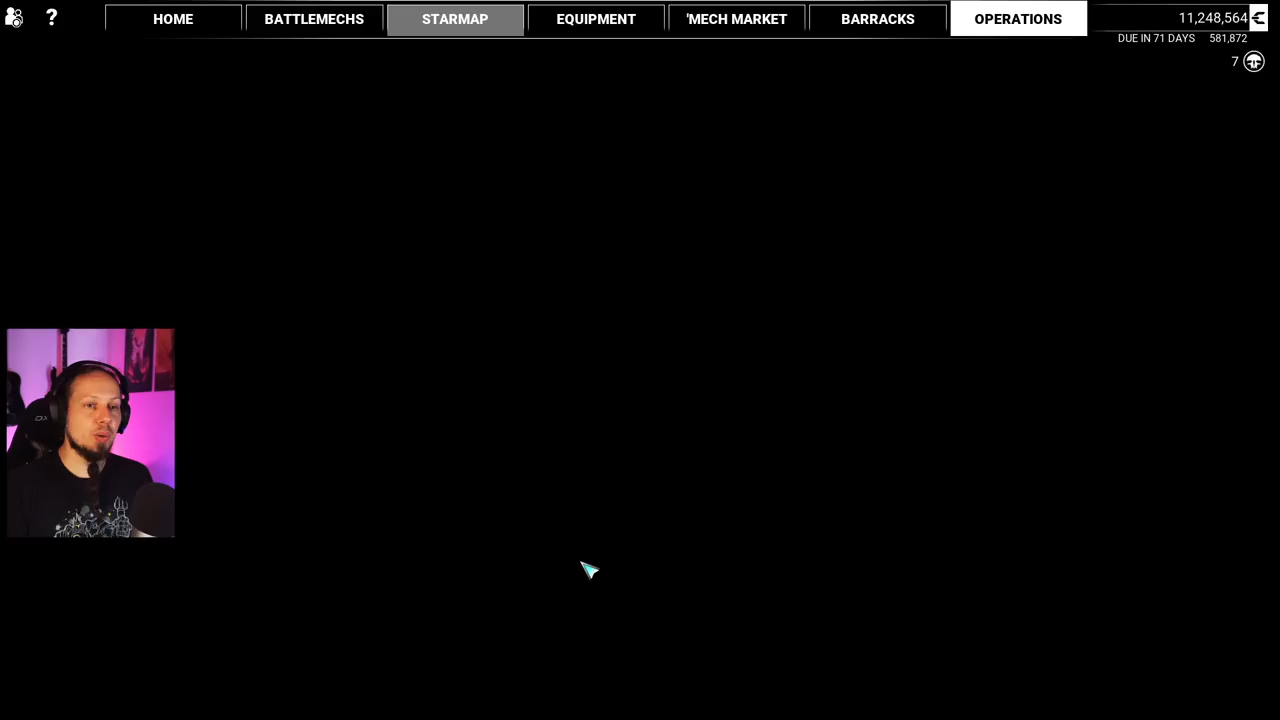 ? HOME BATTLEMECHS STARMAP EQUIPMENT 'MECH MARKET BARRACKS OPERATIONS 11,248,564
DUE IN 71 DAYS 581,872
7